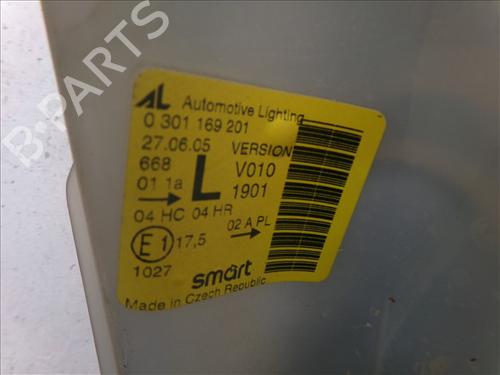 AL Automotive Lighting
0 301 169 201
27.06.05 VERSION
668 L V010
01 1a 1901
04 HC 04 HR
02 A PL
E1 17,5
1027
smart
Made in Czech Republic
B-PARTS